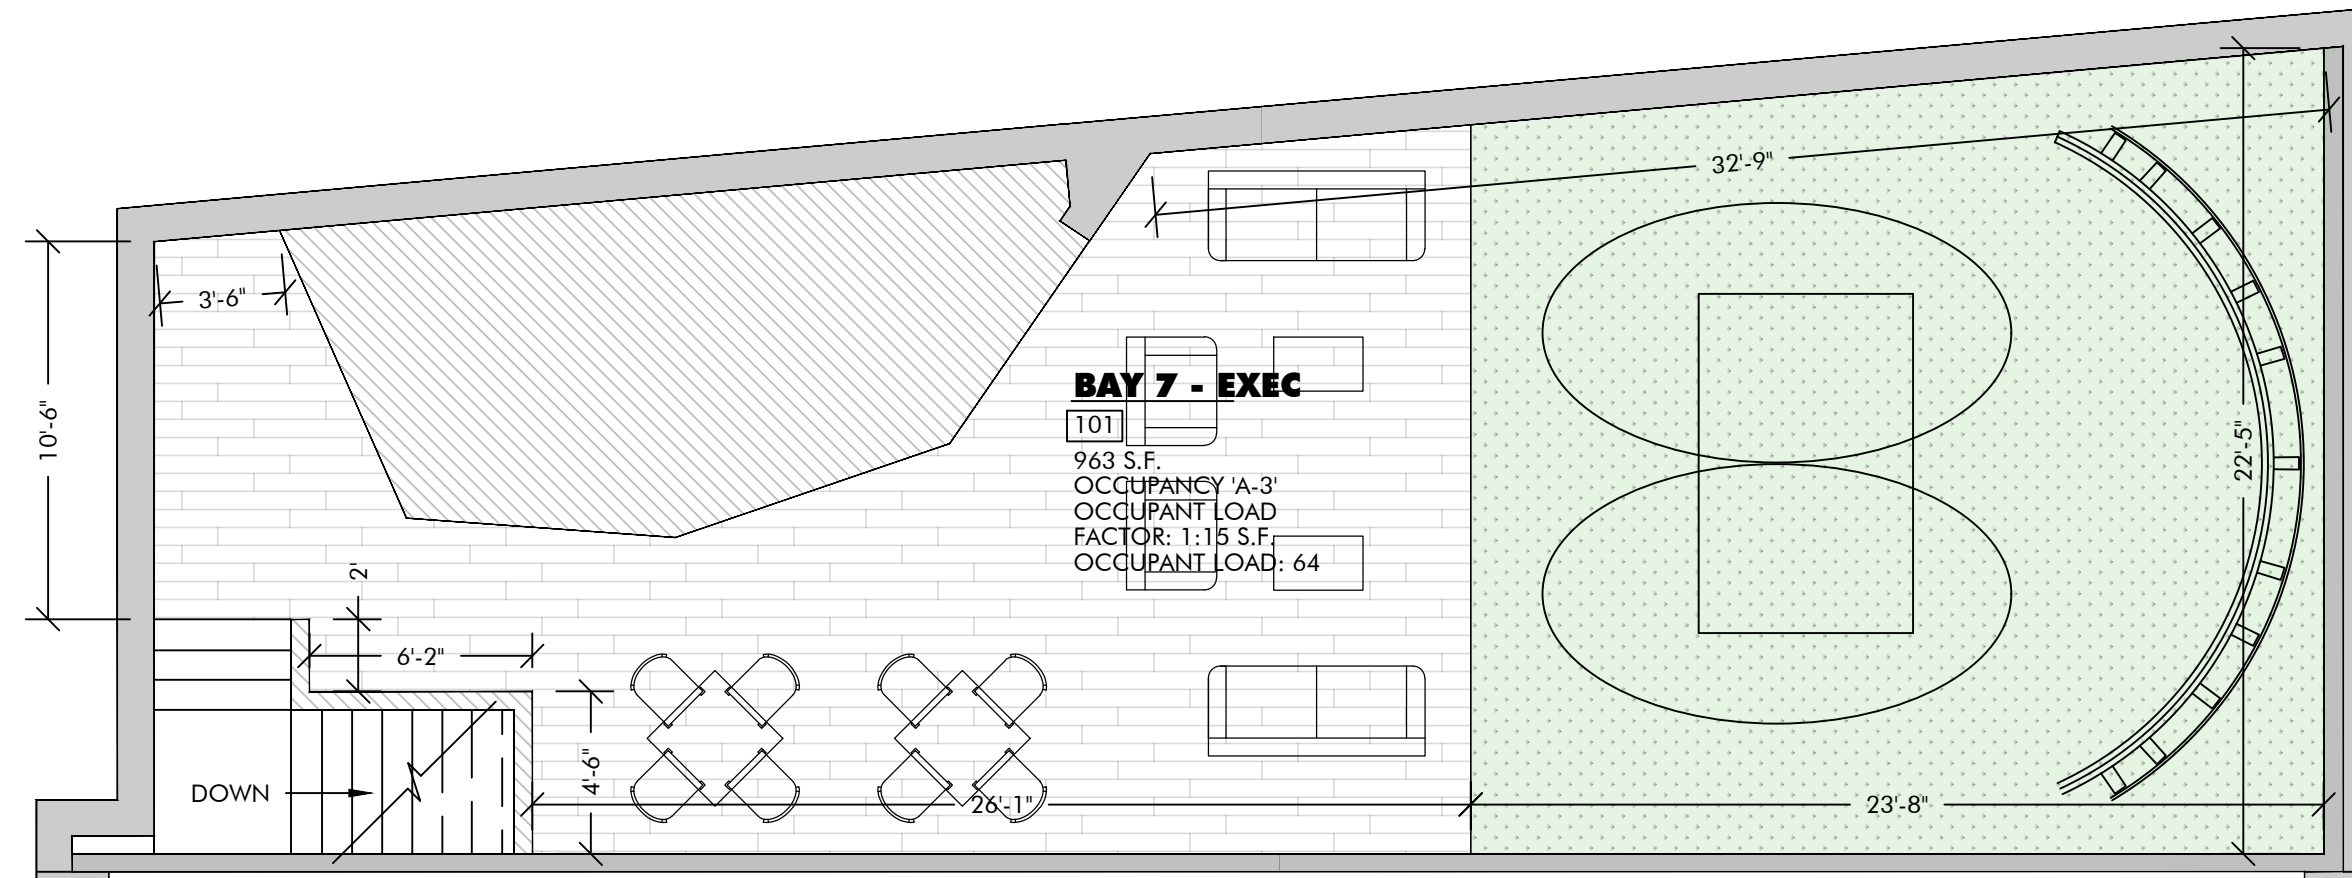 32'-9"
3'-6"
10'-6"
BAY 7 - EXEC
101
963 S.F.
OCCUPANCY 'A-3'
OCCUPANT LOAD
FACTOR: 1:15 S.F.
OCCUPANT LOAD: 64
22'-5"
2'
6'-2"
4'-6"
DOWN
26'-1"
23'-8"